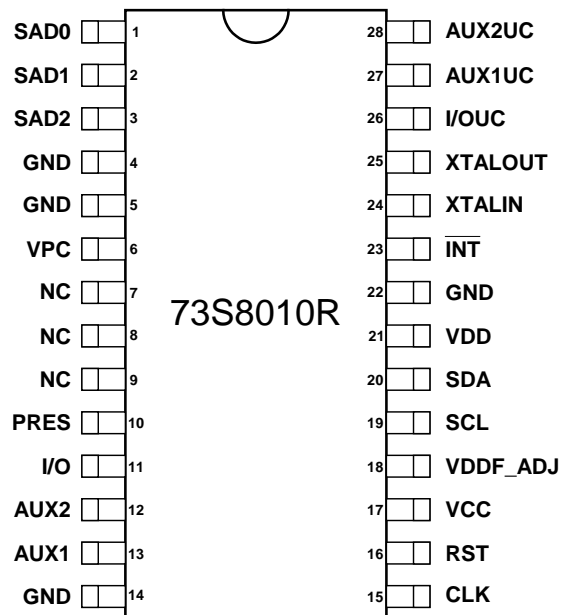 SAD0 1 28 AUX2UC
SAD1 2 27 AUX1UC
SAD2 3 26 I/OUC
GND 4 25 XTALOUT
GND 5 24 XTALIN
VPC 6 23 INT
NC 7 22 GND
73S8010R
NC 8 21 VDD
NC 9 20 SDA
PRES 10 19 SCL
I/O 11 18 VDDF_ADJ
AUX2 12 17 VCC
AUX1 13 16 RST
GND 14 15 CLK